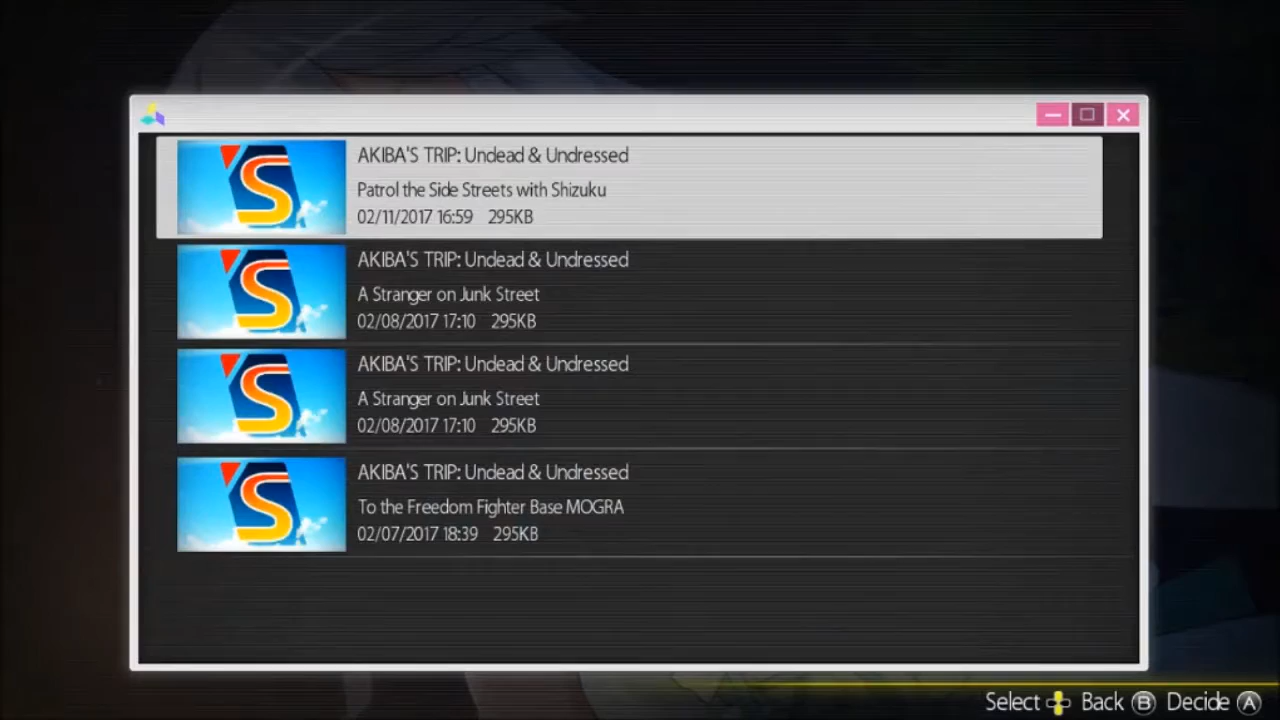 AKIBA'S TRIP: Undead & Undressed
Patrol the Side Streets with Shizuku
02/11/2017 16:59 295KB
AKIBA'S TRIP: Undead & Undressed
A Stranger on Junk Street
02/08/2017 17:10 295KB
AKIBA'S TRIP: Undead & Undressed
A Stranger on Junk Street
02/08/2017 17:10 295KB
AKIBA'S TRIP: Undead & Undressed
To the Freedom Fighter Base MOGRA
02/07/2017 18:39 295KB
Select Back B Decide A